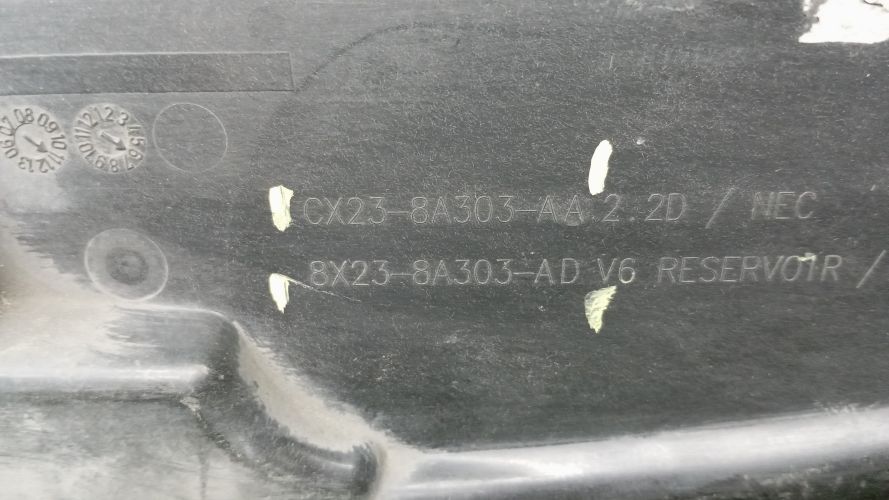 CX23-8A303-AA 2.2D / NEC
8X23-8A303-AD V6 RESERVOIR /